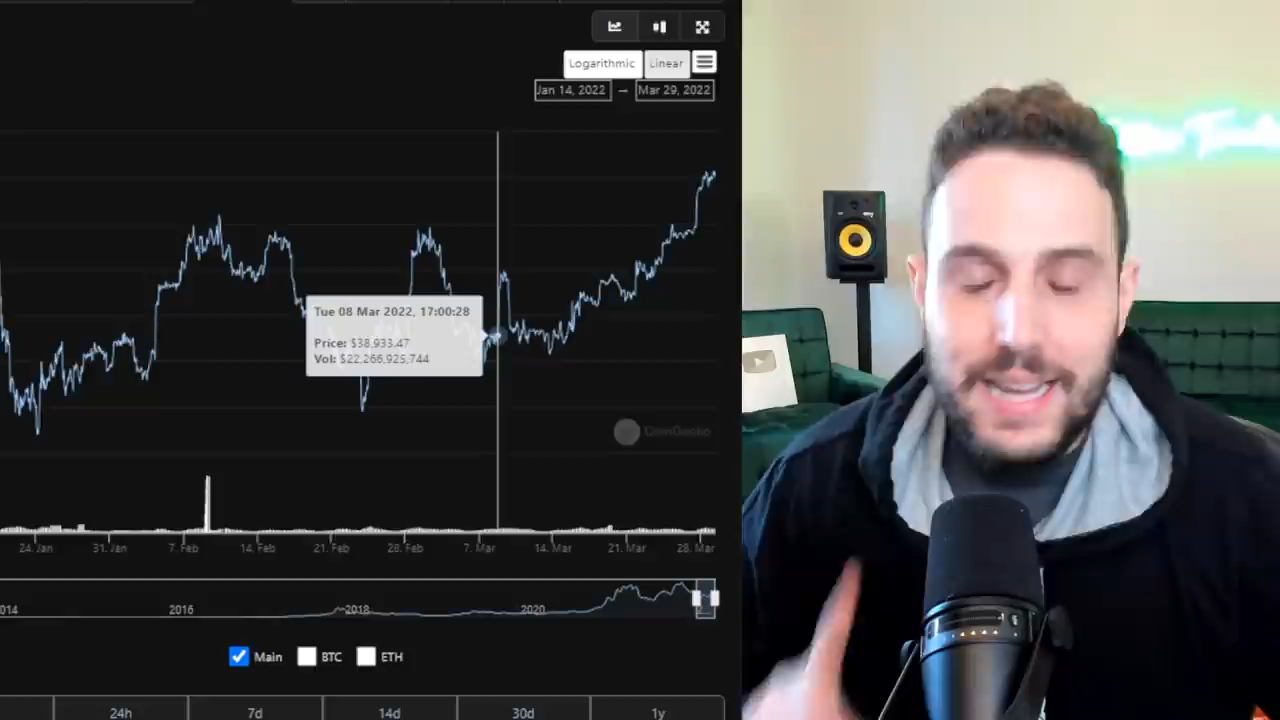 Logarithmic Linear
Jan 14, 2022 → Mar 29, 2022
Tue 08 Mar 2022, 17:00:28
Price: $38,933.47
Vol: $22,266,925,744
CoinGecko
24. Jan 31. Jan 7. Feb 14. Feb 21. Feb 28. Feb 7. Mar 14. Mar 21. Mar 28. Mar
014 2016 2018 2020
Main BTC ETH
24h 7d 14d 30d 1y